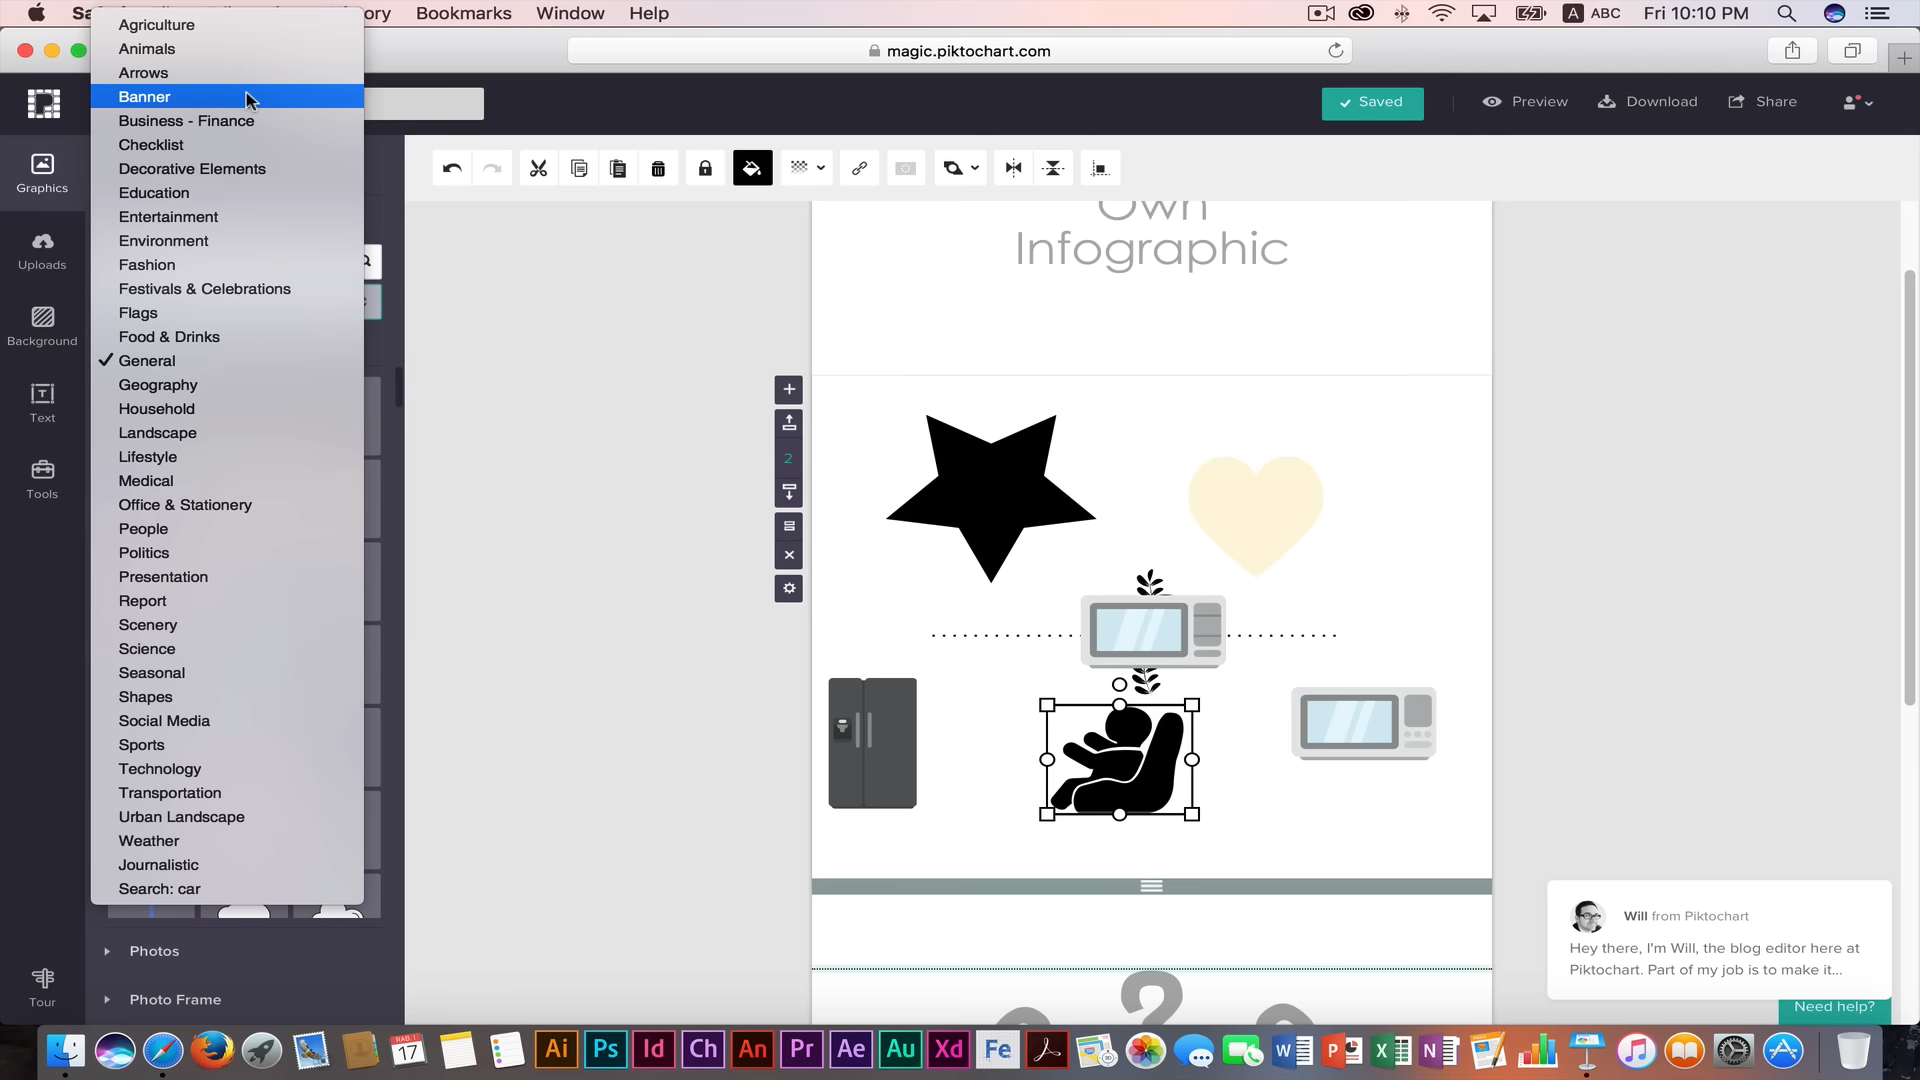 Bookmarks Window Help
ABC Fri 10:10 PM
magic.piktochart.com
Agriculture
Animals
Arrows
Banner
Business - Finance
Checklist
Decorative Elements
Education
Entertainment
Environment
Fashion
Festivals & Celebrations
Flags
Food & Drinks
General
Geography
Household
Landscape
Lifestyle
Medical
Office & Stationery
People
Politics
Presentation
Report
Scenery
Science
Seasonal
Shapes
Social Media
Sports
Technology
Transportation
Urban Landscape
Weather
Journalistic
Search: car
Saved
Preview
Download
Share
Graphics
Uploads
Background
Text
Tools
Tour
Photos
Photo Frame
Own
Infographic
2
Will from Piktochart
Hey there, I'm Will, the blog editor here at
Piktochart. Part of my job is to make it...
Need help?
17
Ai Ps Id Ch An Pr Ae Au Xd Fe